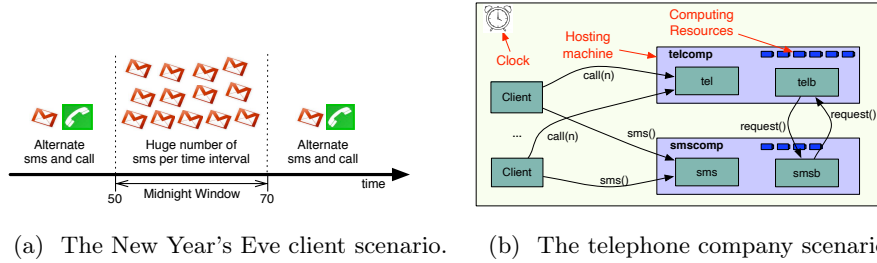 Alternate
sms and call
Huge number of
sms per time interval
Alternate
sms and call
Midnight Window
time
50
70
(a) The New Year's Eve client scenario.
Clock
Hosting
machine
Computing
Resources
telcomp
tel
telb
call(n)
Client
...
call(n)
sms()
request()
request()
smscomp
Client
sms()
sms
smsb
(b) The telephone company scenari